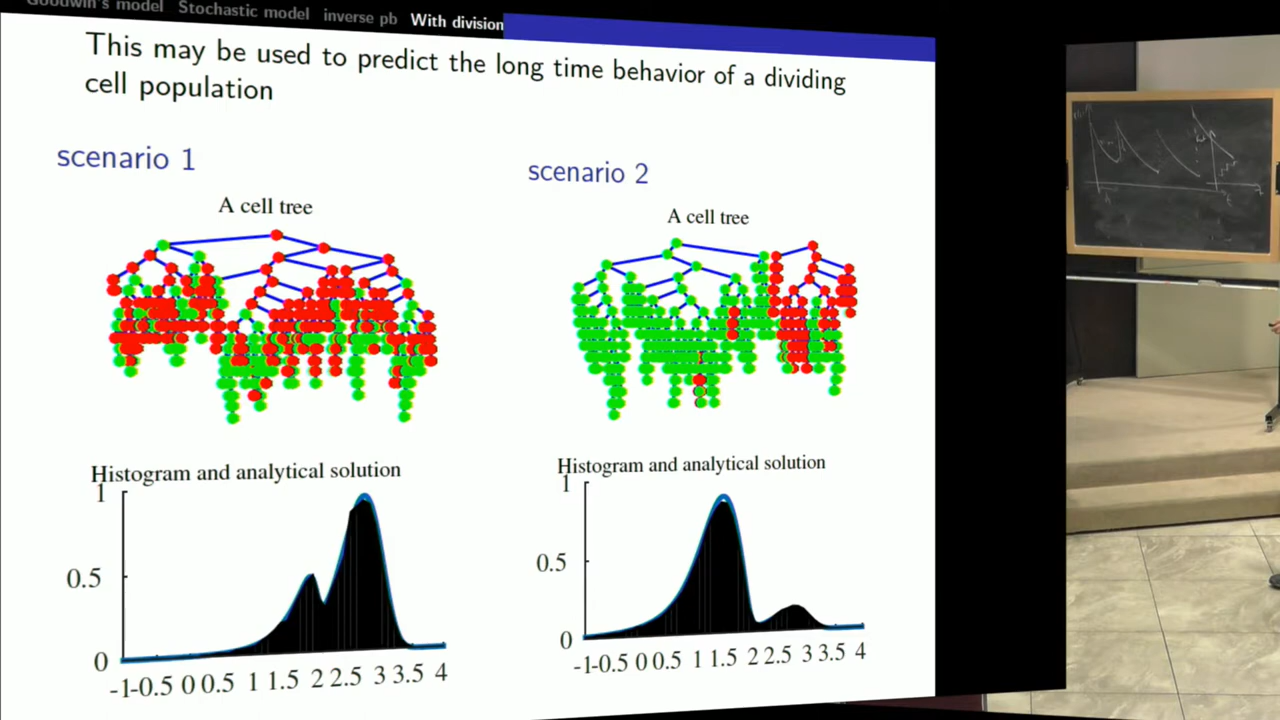 Goodwin's model Stochastic model inverse pb With division
This may be used to predict the long time behavior of a dividing
cell population
scenario 1
scenario 2
A cell tree
A cell tree
Histogram and analytical solution
1
0.5
0
-1 -0.5 0 0.5 1 1.5 2 2.5 3 3.5 4
Histogram and analytical solution
1
0.5
0
-1 -0.5 0 0.5 1 1.5 2 2.5 3 3.5 4